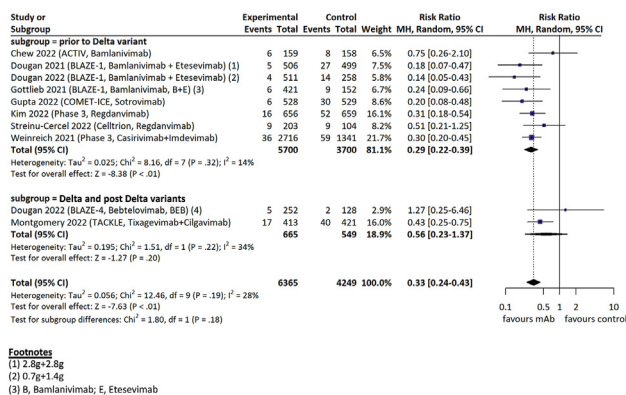 Study or Experimental Control Risk Ratio Risk Ratio
Subgroup Events Total Events Total Weight MH, Random, 95% CI MH, Random, 95% CI
subgroup = prior to Delta variant
Chew 2022 (ACTIV, Bamlanivimab) 6 159 8 158 6.5% 0.75 [0.26-2.10]
Dougan 2021 (BLAZE-1, Bamlanivimab + Etesevimab) (1) 5 506 27 499 6.6% 0.18 [0.07-0.47]
Dougan 2021 (BLAZE-1, Bamlanivimab + Etesevimab) (2) 4 511 14 258 5.1% 0.14 [0.05-0.43]
Gottlieb 2021 (BLAZE-1, Bamlanivimab, B+E) (3) 6 421 9 152 6.1% 0.24 [0.09-0.66]
Gupta 2022 (COMET-ICE, Sotrovimab) 6 528 30 529 7.5% 0.20 [0.08-0.48]
Kim 2022 (Phase 3, Regdanvimab) 16 656 52 659 17.5% 0.31 [0.18-0.54]
Streinu-Cercel 2022 (Celltrion, Regdanvimab) 9 203 9 104 8.0% 0.51 [0.21-1.25]
Weinreich 2021 (Phase 3, Casirivimab+Imdevimab) 36 2716 59 1341 21.7% 0.30 [0.20-0.45]
Total (95% CI) 5700 3700 81.1% 0.29 [0.22-0.39]
Heterogeneity: Tau² = 0.025; Chi² = 8.16, df = 7 (P = .32); I² = 14%
Test for overall effect: Z = -8.38 (P < .01)
subgroup = Delta and post Delta variants
Dougan 2022 (BLAZE-4, Bebtelovimab, BEB) (4) 5 252 2 128 2.9% 1.27 [0.25-6.46]
Montgomery 2022 (TACKLE, Tixagevimab+Cilgavimab) 17 413 40 421 16.0% 0.43 [0.25-0.75]
Total (95% CI) 665 549 18.9% 0.56 [0.23-1.37]
Heterogeneity: Tau² = 0.195; Chi² = 1.51, df = 1 (P = .22); I² = 34%
Test for overall effect: Z = -1.27 (P = .20)
Total (95% CI) 6365 4249 100.0% 0.33 [0.24-0.43]
Heterogeneity: Tau² = 0.056; Chi² = 12.46, df = 9 (P = .19); I² = 28%
Test for overall effect: Z = -7.63 (P < .01)
Test for subgroup differences: Chi² = 1.80, df = 1 (P = .18)
0.1 0.5 1 2 10
favours mAb favours control
Footnotes
(1) 2.8g+2.8g
(2) 0.7g+1.4g
(3) B, Bamlanivimab; E, Etesevimab